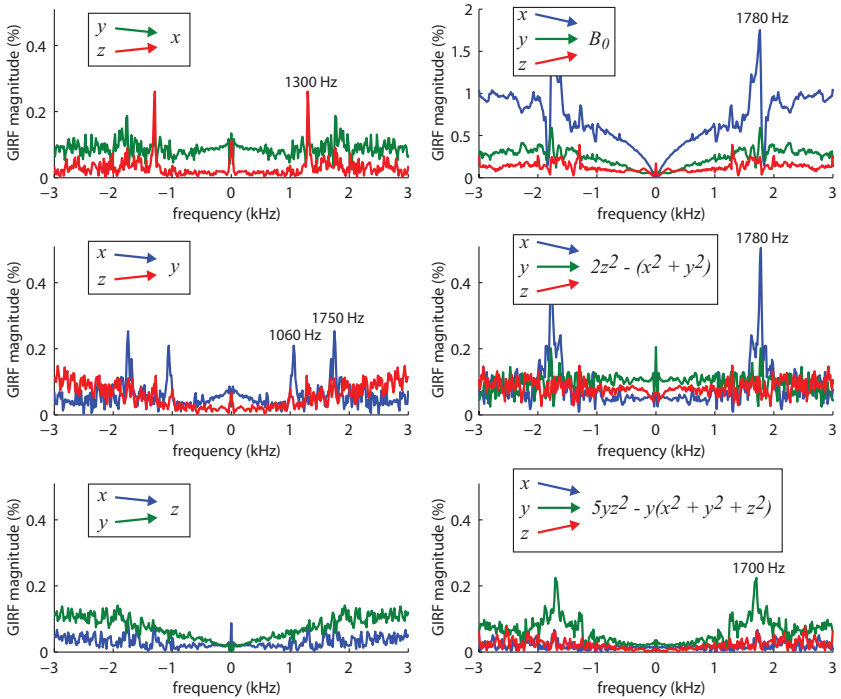 GIRF magnitude (%)
0.4
0.2
0
y
z
x
1300 Hz
−3 −2 −1 0 1 2 3
frequency (kHz)
GIRF magnitude (%)
2
1.5
1
0.5
0
x
y
z
B0
1780 Hz
−3 −2 −1 0 1 2 3
frequency (kHz)
GIRF magnitude (%)
0.4
0.2
0
x
z
y
1750 Hz
1060 Hz
−3 −2 −1 0 1 2 3
frequency (kHz)
GIRF magnitude (%)
0.4
0.2
0
x
y
z
2z² - (x² + y²)
1780 Hz
−3 −2 −1 0 1 2 3
frequency (kHz)
GIRF magnitude (%)
0.4
0.2
0
x
y
z
−3 −2 −1 0 1 2 3
frequency (kHz)
GIRF magnitude (%)
0.4
0.2
0
x
y
z
5yz² - y(x² + y² + z²)
1700 Hz
−3 −2 −1 0 1 2 3
frequency (kHz)